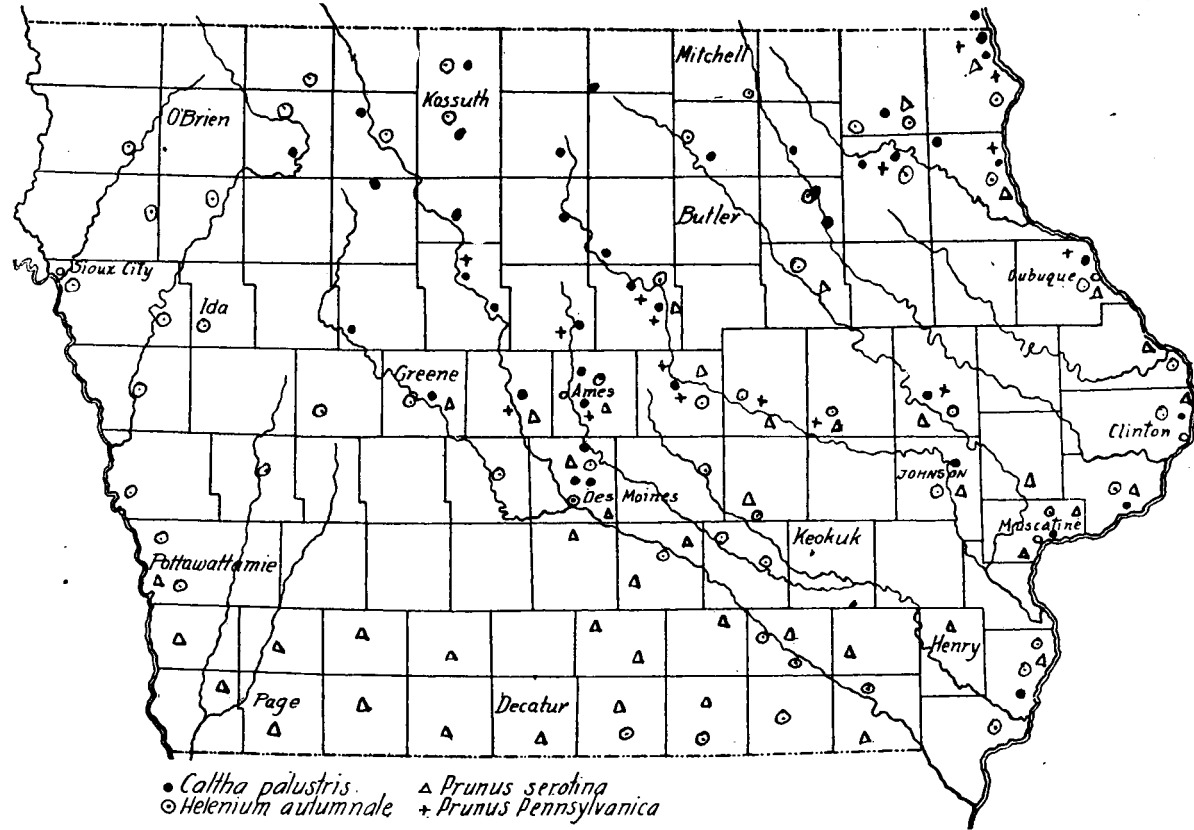 Mitchell
Kossuth
O'Brien
Butler
Sioux City
Dubuque
Ida
Greene
Ames
Clinton
JOHNSON
Des Moines
Muscatine
Keokuk
Pottawattamie
Henry
Page
Decatur
Caltha palustris.
Prunus serotina
Helenium autumnale
Prunus Pennsylvanica